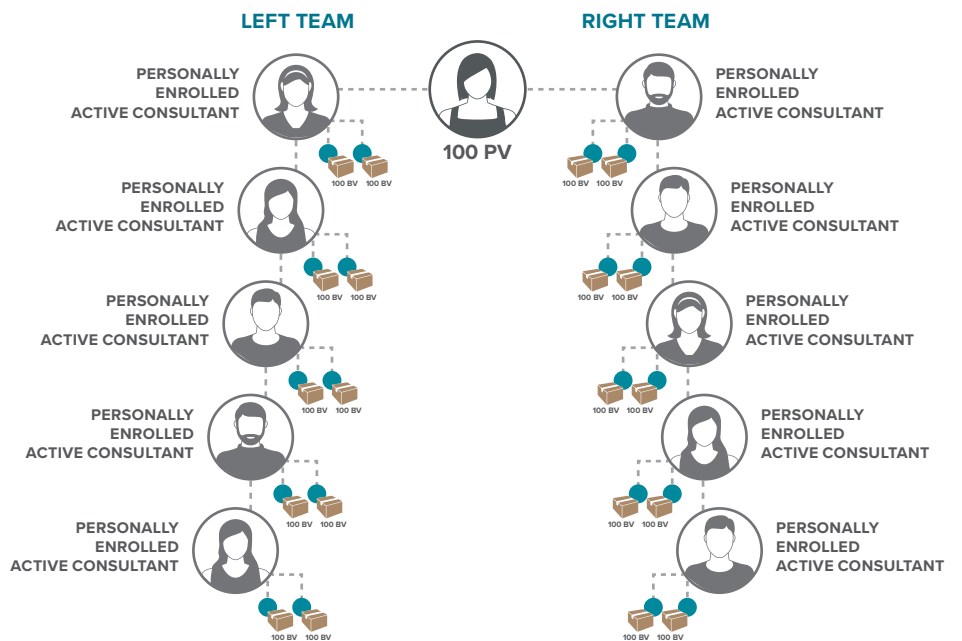 LEFT TEAM
RIGHT TEAM
PERSONALLY
ENROLLED
ACTIVE CONSULTANT
100 PV
PERSONALLY
ENROLLED
ACTIVE CONSULTANT
100 BV 100 BV
100 BV 100 BV
PERSONALLY
ENROLLED
ACTIVE CONSULTANT
PERSONALLY
ENROLLED
ACTIVE CONSULTANT
100 BV 100 BV
100 BV 100 BV
PERSONALLY
ENROLLED
ACTIVE CONSULTANT
PERSONALLY
ENROLLED
ACTIVE CONSULTANT
100 BV 100 BV
100 BV 100 BV
PERSONALLY
ENROLLED
ACTIVE CONSULTANT
PERSONALLY
ENROLLED
ACTIVE CONSULTANT
100 BV 100 BV
100 BV 100 BV
PERSONALLY
ENROLLED
ACTIVE CONSULTANT
PERSONALLY
ENROLLED
ACTIVE CONSULTANT
100 BV 100 BV
100 BV 100 BV